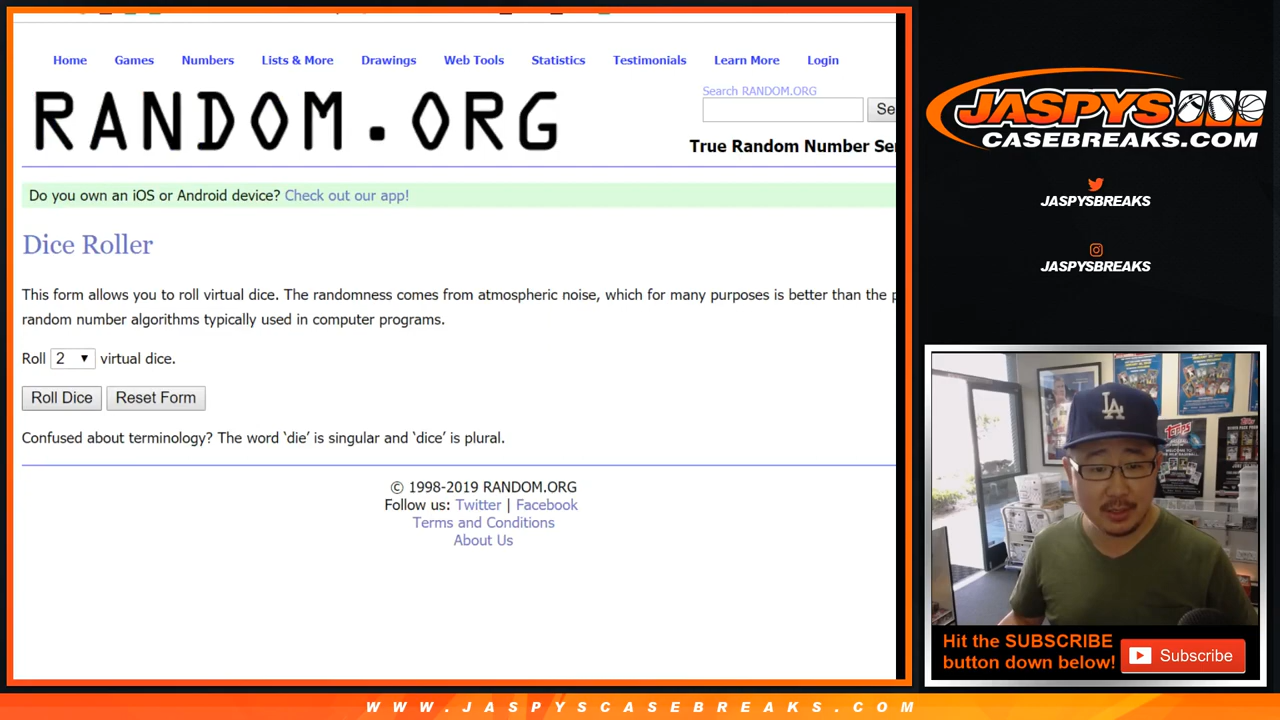 Home Games Numbers Lists & More Drawings Web Tools Statistics Testimonials Learn More Login
RANDOM.ORG
Search RANDOM.ORG
Se
True Random Number Ser
Do you own an iOS or Android device? Check out our app!
Dice Roller
This form allows you to roll virtual dice. The randomness comes from atmospheric noise, which for many purposes is better than the p
random number algorithms typically used in computer programs.
Roll 2 virtual dice.
Roll Dice Reset Form
Confused about terminology? The word ‘die’ is singular and ‘dice’ is plural.
© 1998-2019 RANDOM.ORG
Follow us: Twitter | Facebook
Terms and Conditions
About Us
JASPYS
CASEBREAKS.COM
JASPYSBREAKS
JASPYSBREAKS
LA
TOPPS
Hit the SUBSCRIBE
button down below!
Subscribe
WWW.JASPYSCASEBREAKS.COM